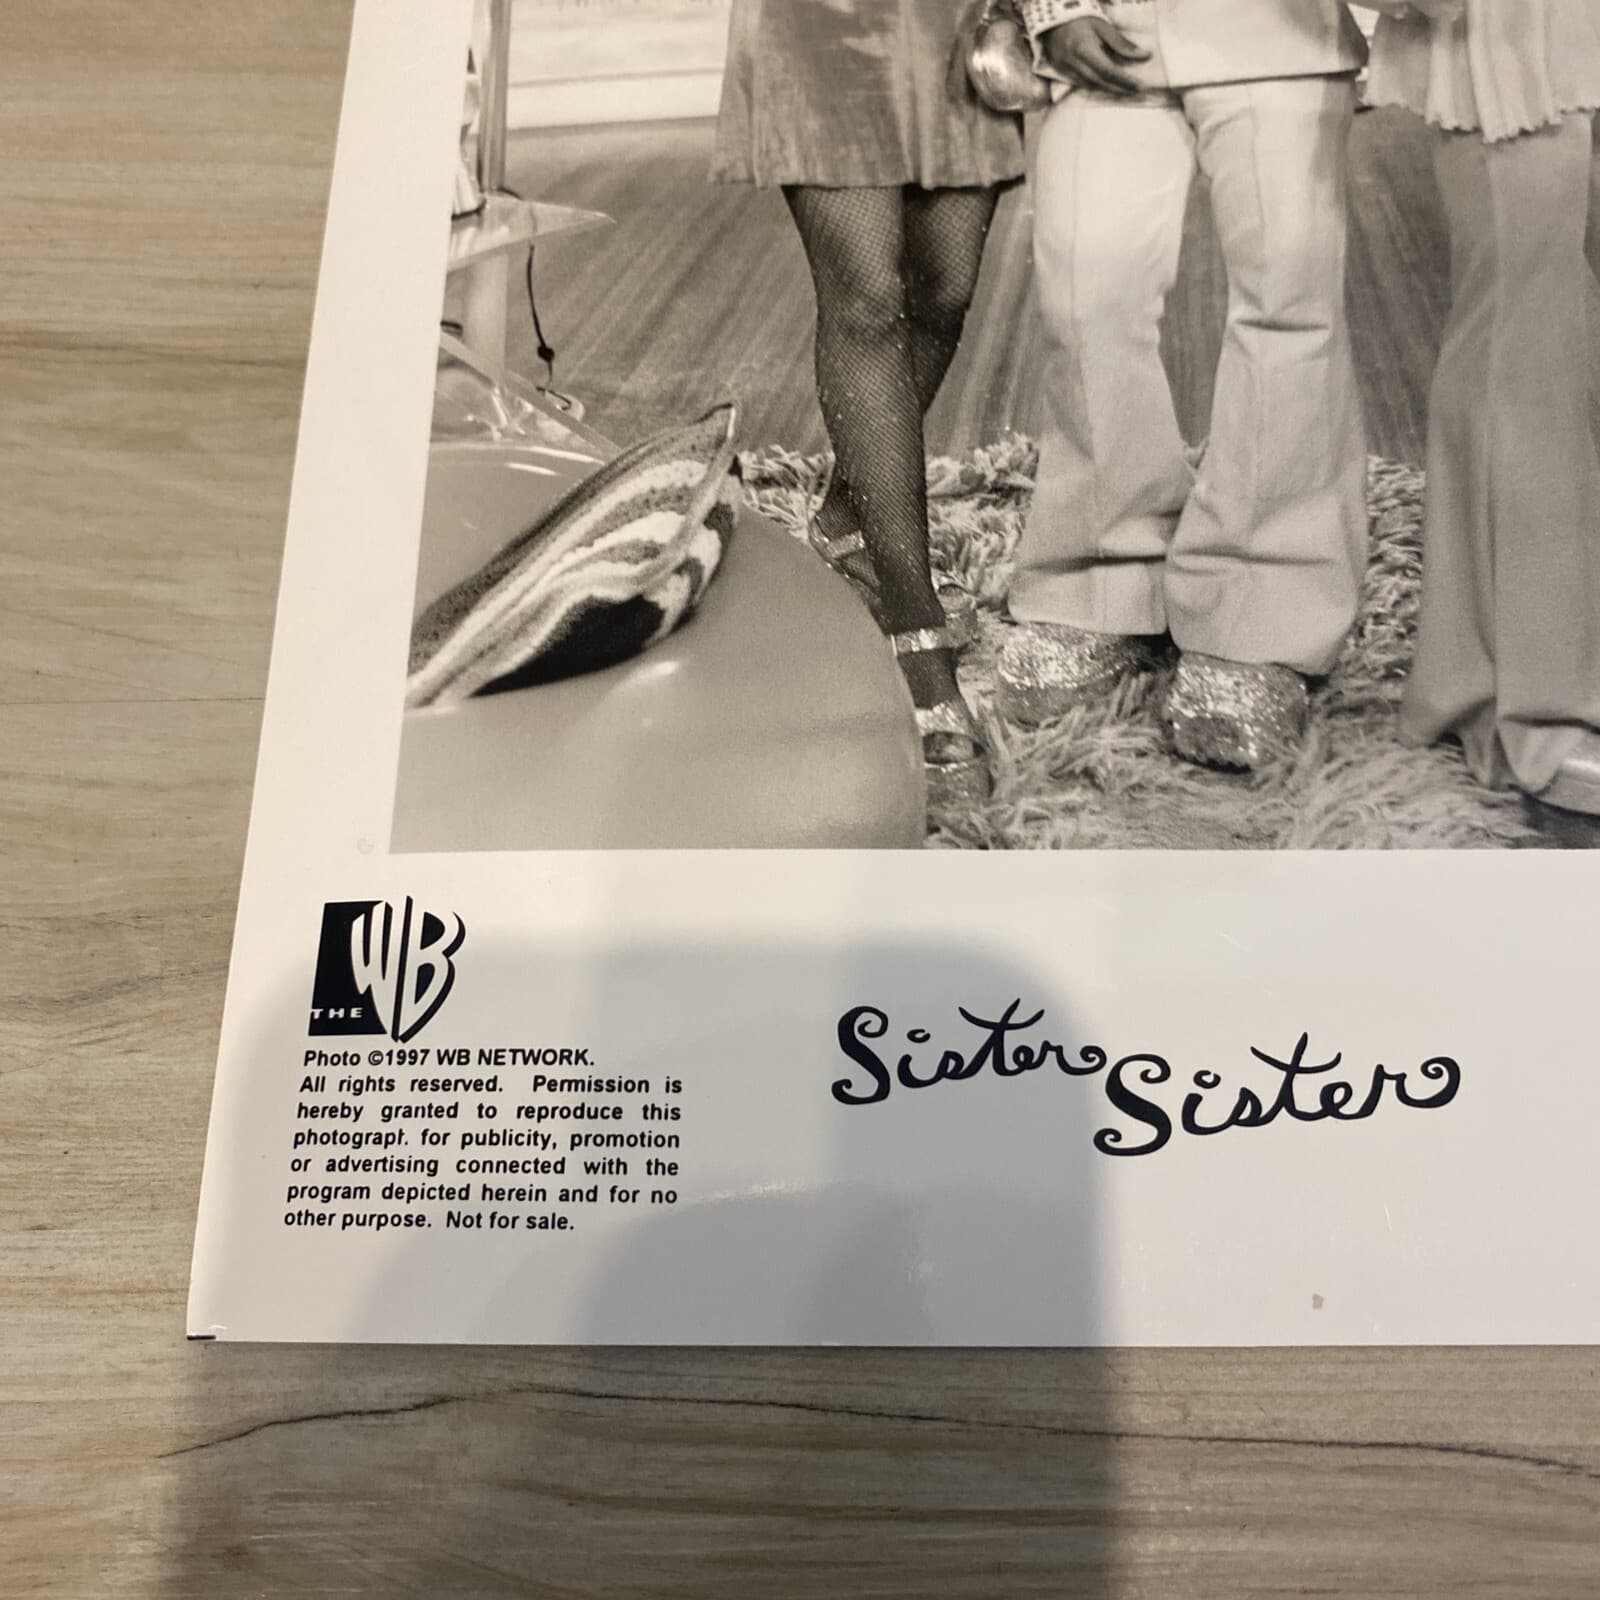 THE WB
Photo ©1997 WB NETWORK.
All rights reserved. Permission is
hereby granted to reproduce this
photograph. for publicity, promotion
or advertising connected with the
program depicted herein and for no
other purpose. Not for sale.
Sister Sister